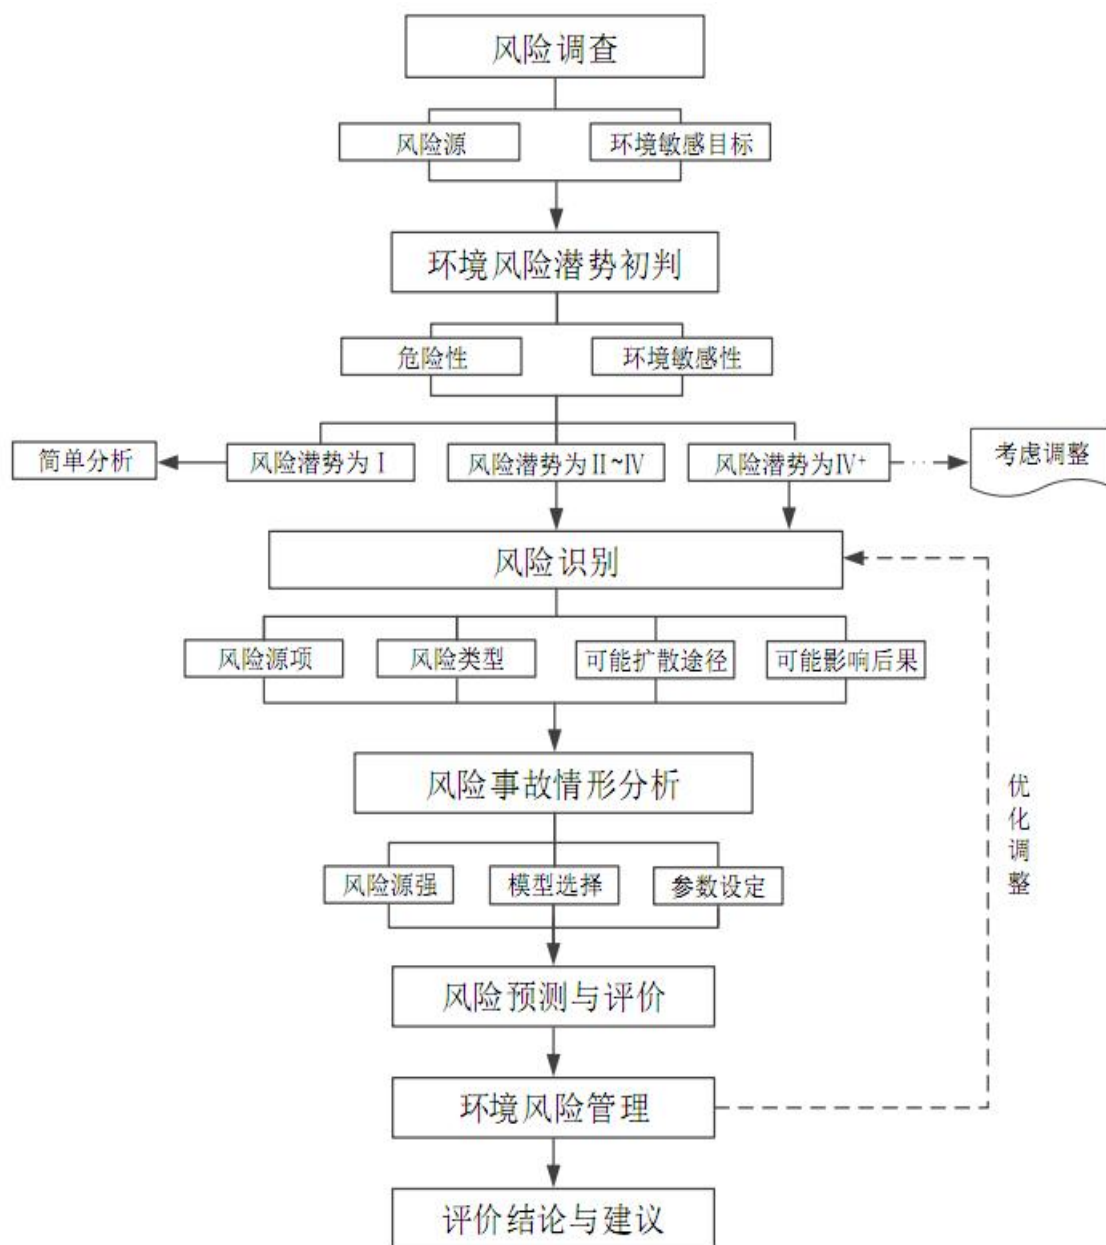 风险调查
风险源
环境敏感目标
环境风险潜势初判
危险性
环境敏感性
简单分析
风险潜势为Ⅰ
风险潜势为Ⅱ~Ⅳ
风险潜势为Ⅳ⁺
考虑调整
风险识别
风险源项
风险类型
可能扩散途径
可能影响后果
风险事故情形分析
优化调整
风险源强
模型选择
参数设定
风险预测与评价
环境风险管理
评价结论与建议